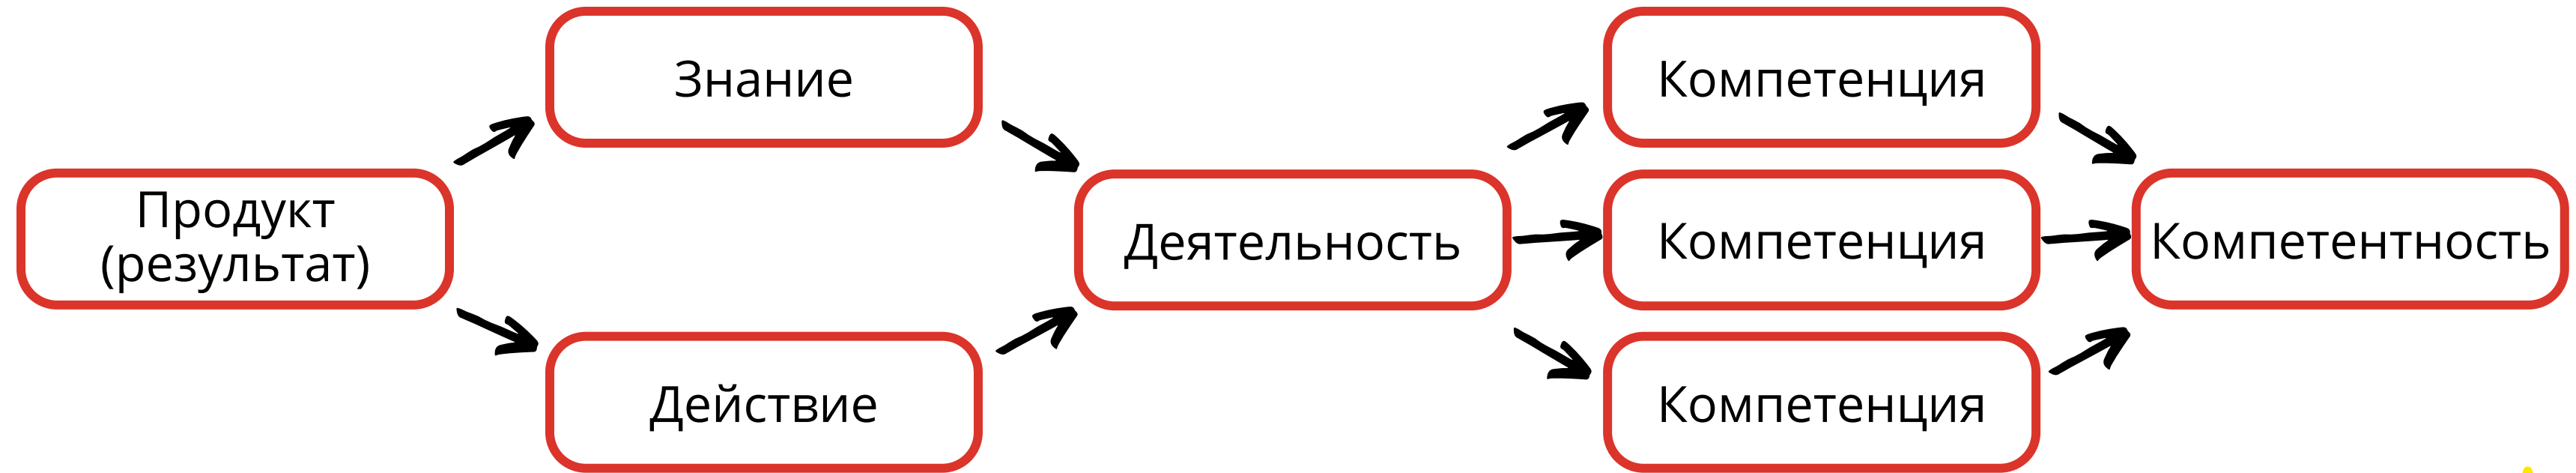 Продукт
(результат)
Знание
Действие
Деятельность
Компетенция
Компетенция
Компетенция
Компетентность